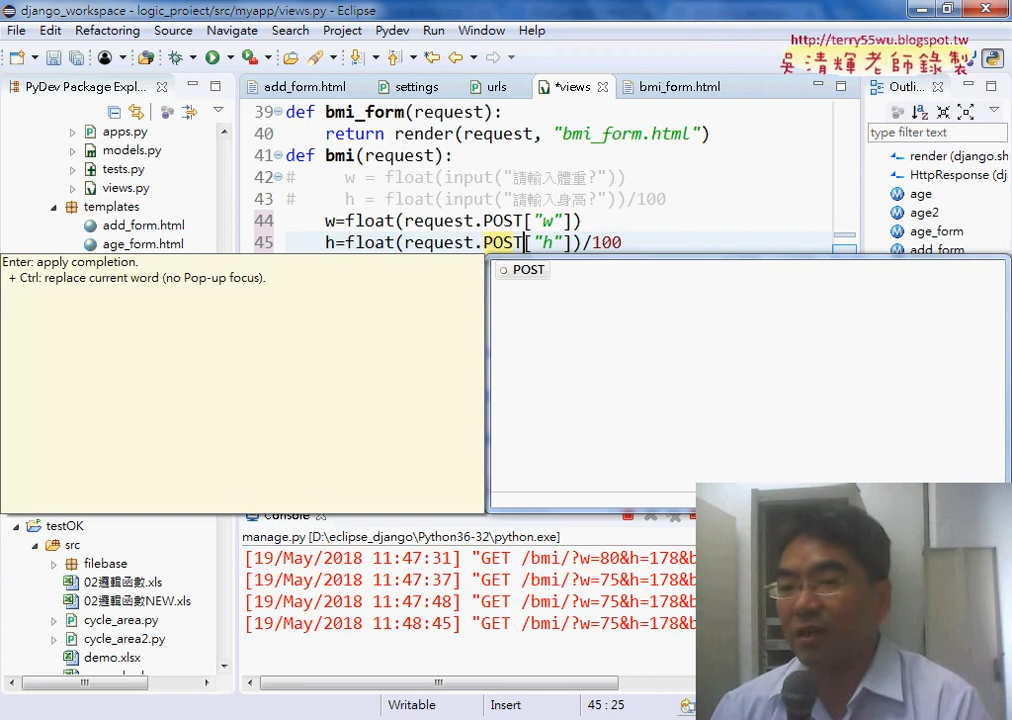 django_workspace - logic_proiect/src/myapp/views.py - Eclipse
File Edit Refactoring Source Navigate Search Project Pydev Run Window Help
http://terry55wu.blogspot.tw
吳清輝老師錄製
PyDev Package Expl...
add_form.html
settings
urls
*views
bmi_form.html
Outli...
apps.py
models.py
tests.py
views.py
templates
add_form.html
age_form.html
39 def bmi_form(request):
40 return render(request, "bmi_form.html")
41 def bmi(request):
42 # w = float(input("請輸入體重?"))
43 # h = float(input("請輸入身高?"))/100
44 w=float(request.POST["w"])
45 h=float(request.POST["h"])/100
type filter text
render (django.sh
HttpResponse (dj
age
age2
age_form
add_form
Enter: apply completion.
+ Ctrl: replace current word (no Pop-up focus).
POST
testOK
src
filebase
02邏輯函數.xls
02邏輯函數NEW.xls
cycle_area.py
cycle_area2.py
demo.xlsx
Console
manage.py [D:\eclipse_django\Python36-32\python.exe]
[19/May/2018 11:47:31] "GET /bmi/?w=80&h=178&b
[19/May/2018 11:47:37] "GET /bmi/?w=75&h=178&b
[19/May/2018 11:47:48] "GET /bmi/?w=75&h=178&b
[19/May/2018 11:48:45] "GET /bmi/?w=75&h=178&b
Writable
Insert
45 : 25